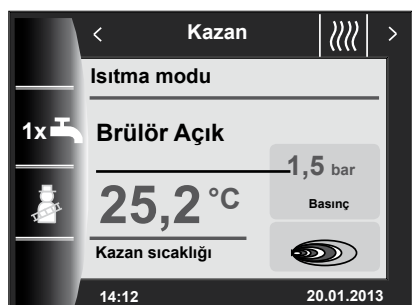 Kazan
Isıtma modu
1x
Brülör Açık
1,5 bar
25,2 °C
Basınç
Kazan sıcaklığı
14:12
20.01.2013